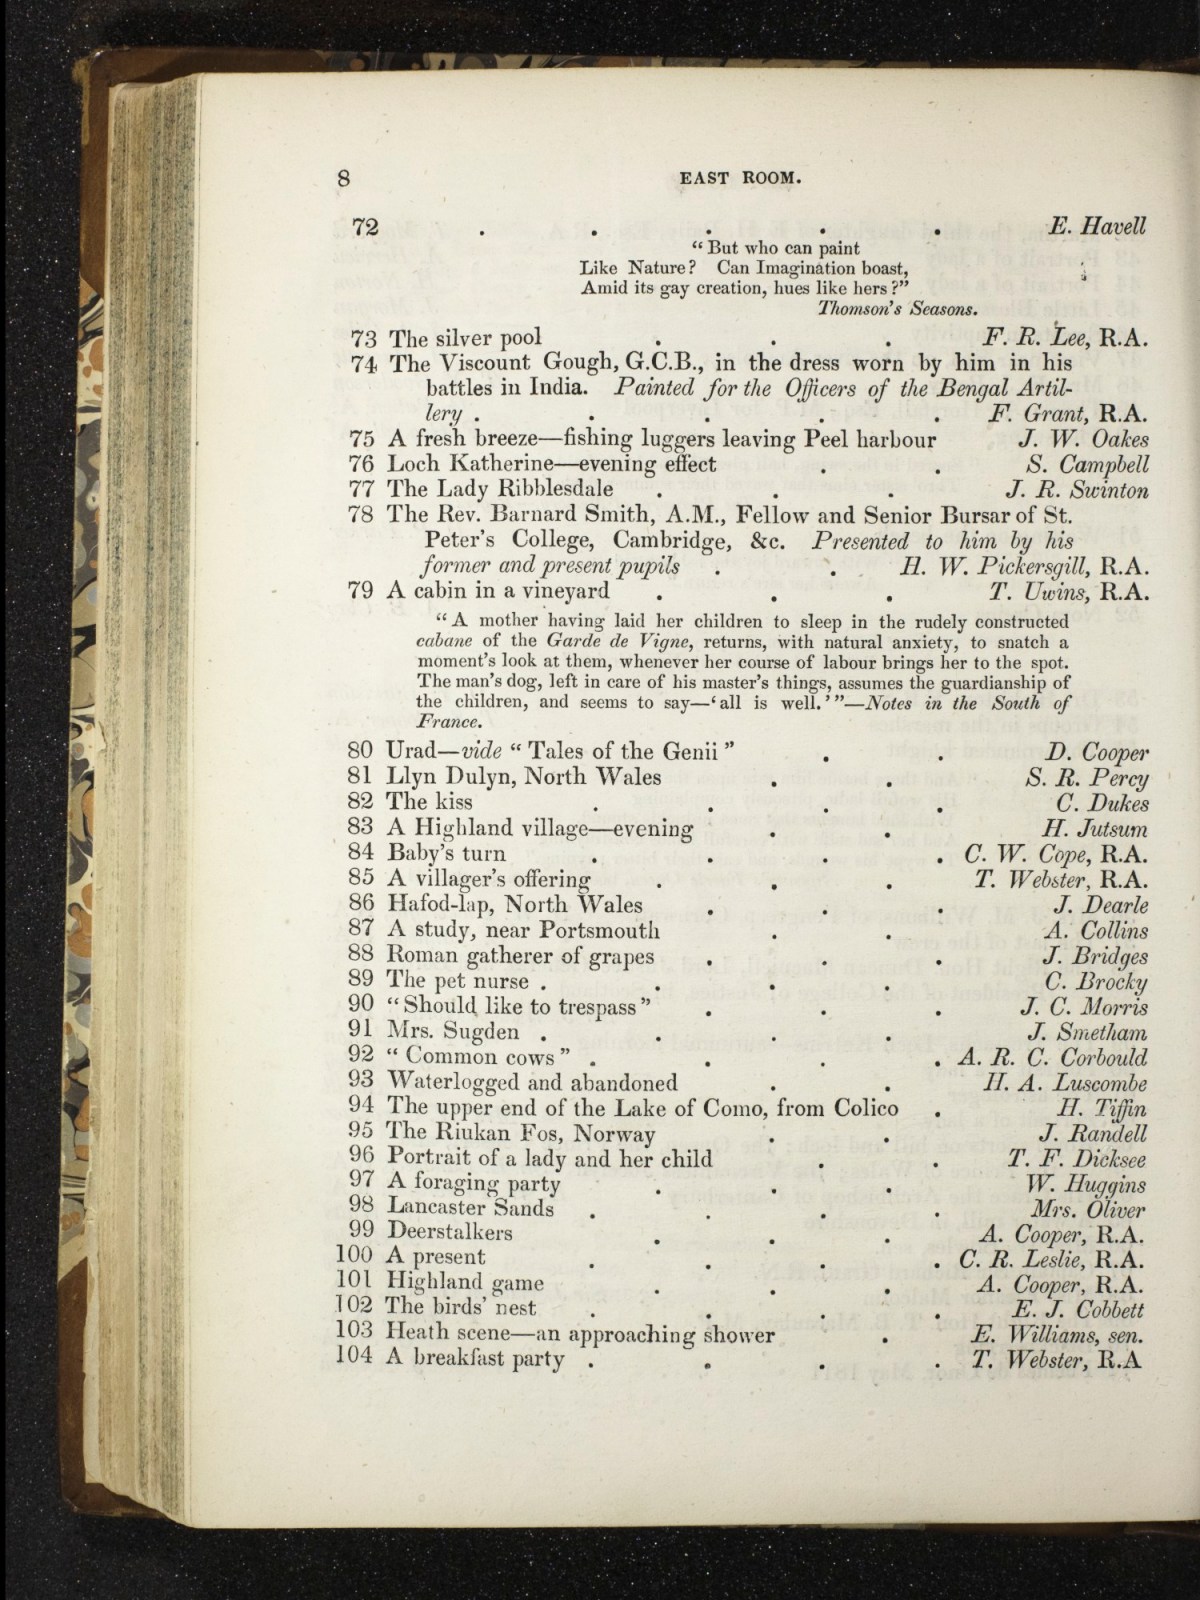 8 EAST ROOM.
72 . . . . . E. Havell
“But who can paint
Like Nature? Can Imagination boast,
Amid its gay creation, hues like hers?”
Thomson's Seasons.
73 The silver pool . . . F. R. Lee, R.A.
74 The Viscount Gough, G.C.B., in the dress worn by him in his
battles in India. Painted for the Officers of the Bengal Artil-
lery . . . . . F. Grant, R.A.
75 A fresh breeze—fishing luggers leaving Peel harbour J. W. Oakes
76 Loch Katherine—evening effect . . S. Campbell
77 The Lady Ribblesdale . . . J. R. Swinton
78 The Rev. Barnard Smith, A.M., Fellow and Senior Bursar of St.
Peter's College, Cambridge, &c. Presented to him by his
former and present pupils . . H. W. Pickersgill, R.A.
79 A cabin in a vineyard . . . T. Uwins, R.A.
“A mother having laid her children to sleep in the rudely constructed
cabane of the Garde de Vigne, returns, with natural anxiety, to snatch a
moment's look at them, whenever her course of labour brings her to the spot.
The man's dog, left in care of his master's things, assumes the guardianship of
the children, and seems to say—‘all is well.’”—Notes in the South of
France.
80 Urad—vide “Tales of the Genii” . . D. Cooper
81 Llyn Dulyn, North Wales . . S. R. Percy
82 The kiss . . . . C. Dukes
83 A Highland village—evening . . H. Jutsum
84 Baby's turn . . . . C. W. Cope, R.A.
85 A villager's offering . . . T. Webster, R.A.
86 Hafod-lap, North Wales . . . J. Dearle
87 A study, near Portsmouth . . A. Collins
88 Roman gatherer of grapes . . . J. Bridges
89 The pet nurse . . . . C. Brocky
90 “Should like to trespass” . . . J. C. Morris
91 Mrs. Sugden . . . . J. Smetham
92 “Common cows” . . . . A. R. C. Corbould
93 Waterlogged and abandoned . . H. A. Luscombe
94 The upper end of the Lake of Como, from Colico . H. Tiffin
95 The Riukan Fos, Norway . . J. Randell
96 Portrait of a lady and her child . . T. F. Dicksee
97 A foraging party . . . W. Huggins
98 Lancaster Sands . . . . Mrs. Oliver
99 Deerstalkers . . . A. Cooper, R.A.
100 A present . . . . C. R. Leslie, R.A.
101 Highland game . . . A. Cooper, R.A.
102 The birds' nest . . . . E. J. Cobbett
103 Heath scene—an approaching shower . E. Williams, sen.
104 A breakfast party . . . . T. Webster, R.A